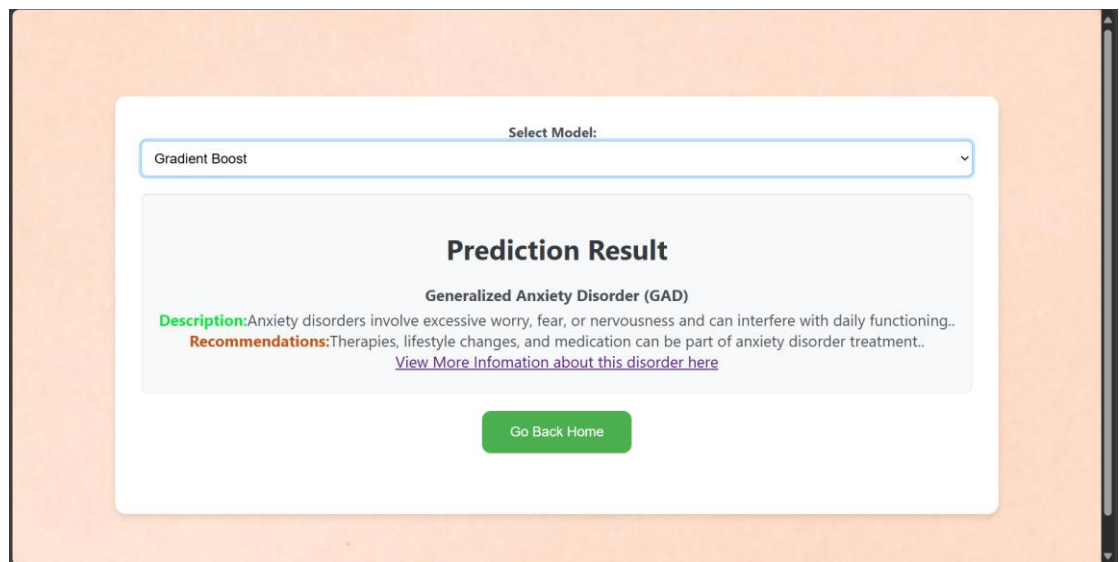 Select Model:
Gradient Boost
Prediction Result
Generalized Anxiety Disorder (GAD)
Description:Anxiety disorders involve excessive worry, fear, or nervousness and can interfere with daily functioning..
Recommendations:Therapies, lifestyle changes, and medication can be part of anxiety disorder treatment..
View More Infomation about this disorder here
Go Back Home